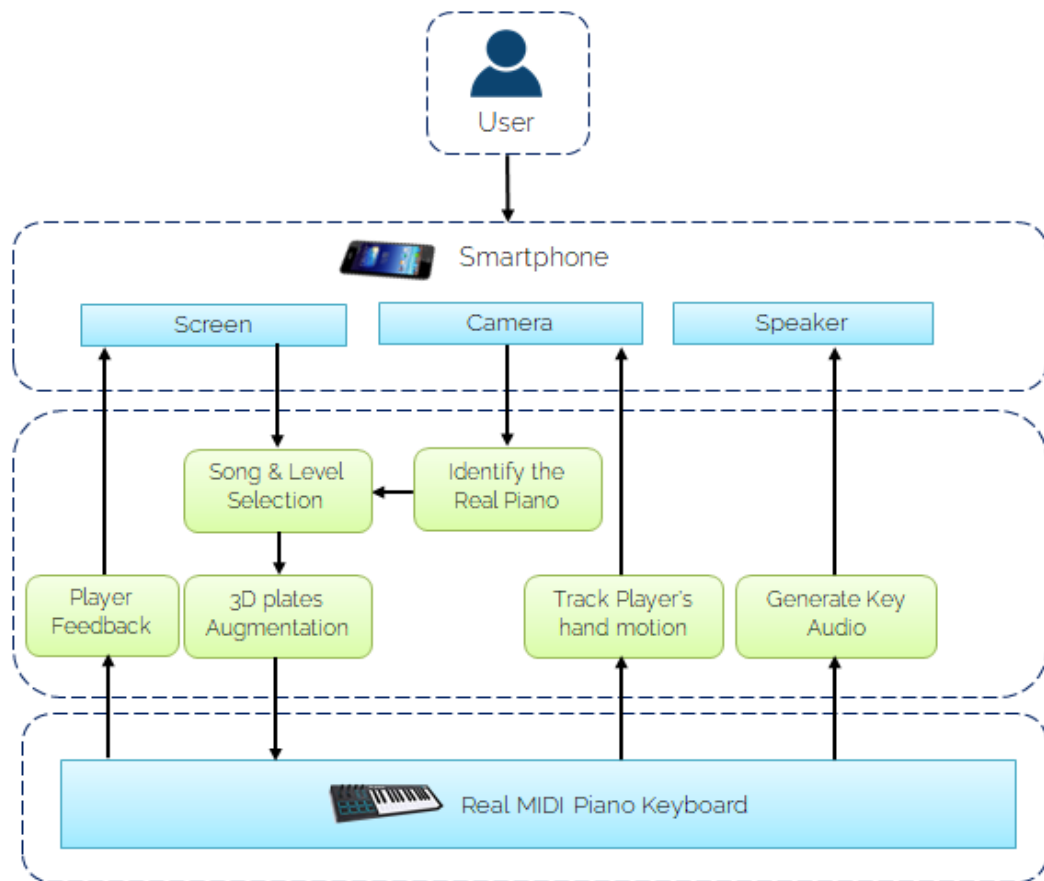 User
Smartphone
Screen
Camera
Speaker
Song & Level
Selection
Identify the
Real Piano
Player
Feedback
3D plates
Augmentation
Track Player's
hand motion
Generate Key
Audio
Real MIDI Piano Keyboard